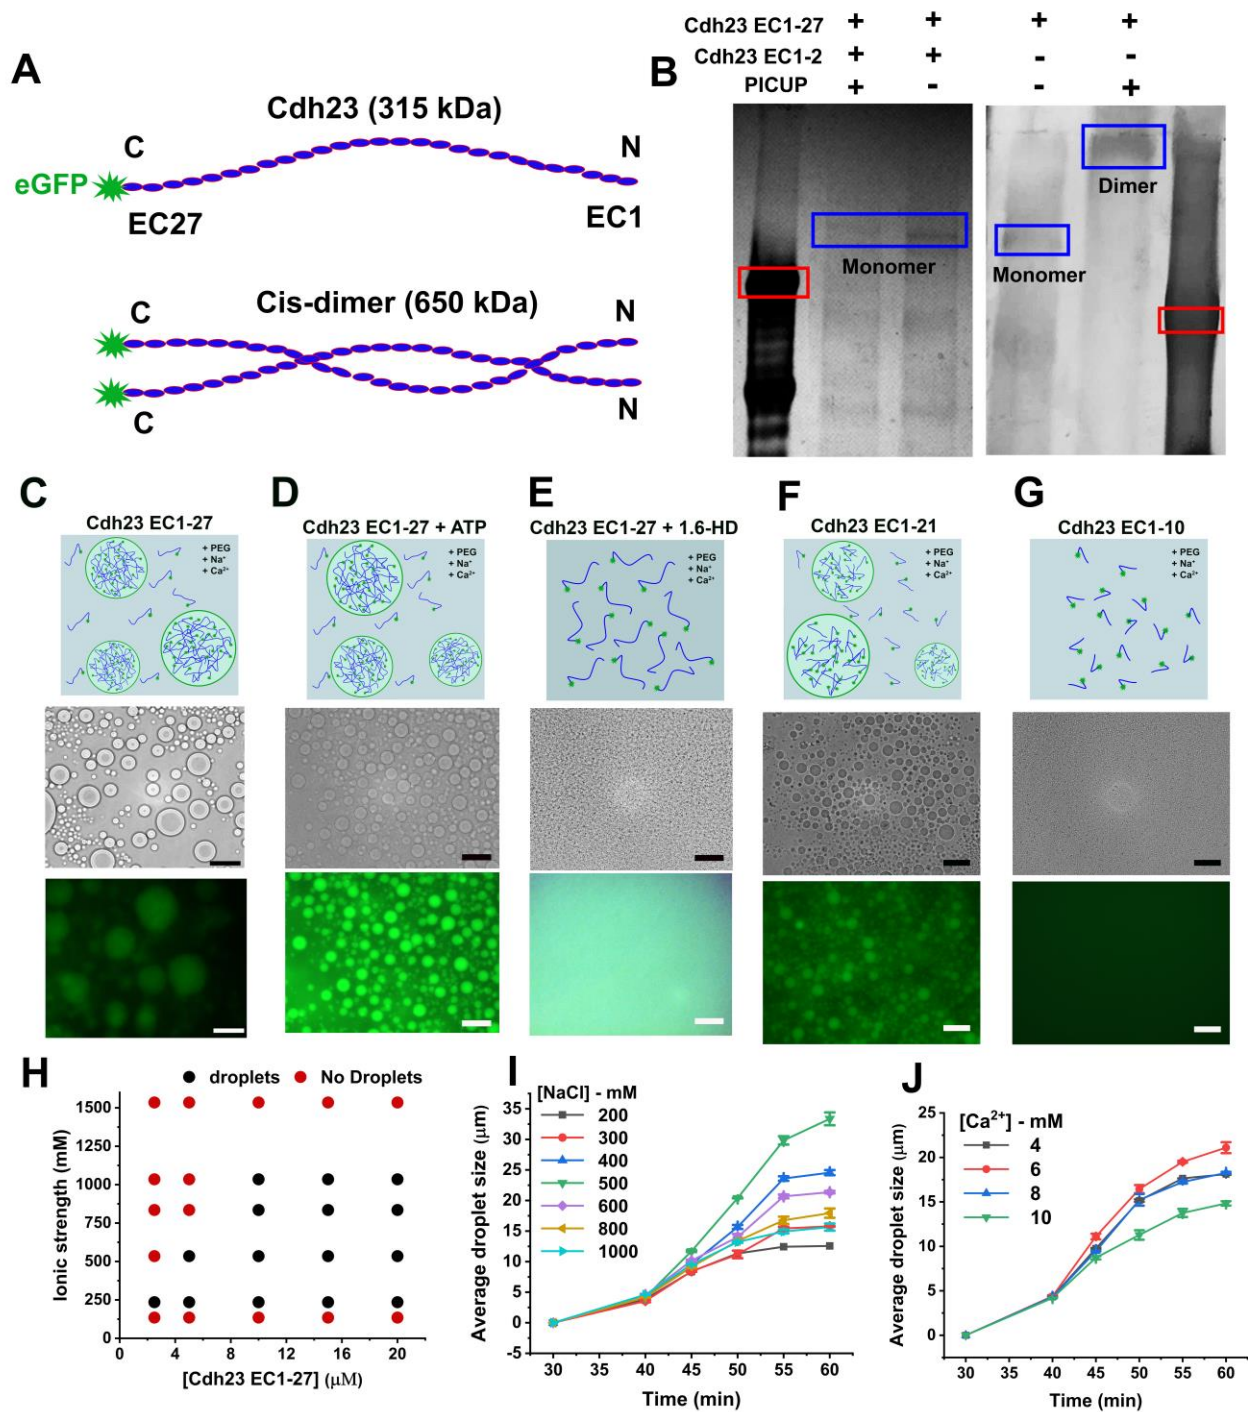 A
Cdh23 (315 kDa)
C
N
eGFP
EC27
EC1
Cis-dimer (650 kDa)
C
N
C
N
B
Cdh23 EC1-27 + + + +
Cdh23 EC1-2 + + - -
PICUP + - - +
Monomer
Dimer
Monomer
C
Cdh23 EC1-27
+ PEG
+ Na⁺
+ Ca²⁺
D
Cdh23 EC1-27 + ATP
+ PEG
+ Na⁺
+ Ca²⁺
E
Cdh23 EC1-27 + 1.6-HD
+ PEG
+ Na⁺
+ Ca²⁺
F
Cdh23 EC1-21
+ PEG
+ Na⁺
+ Ca²⁺
G
Cdh23 EC1-10
+ PEG
+ Na⁺
+ Ca²⁺
H
droplets No Droplets
Ionic strength (mM)
1500
1250
1000
750
500
250
0
0 4 8 12 16 20
[Cdh23 EC1-27] (μM)
I
[NaCl] - mM
200
300
400
500
600
800
1000
Average droplet size (μm)
35
30
25
20
15
10
5
0
-5
30 40 45 50 55 60
Time (min)
J
[Ca²⁺] - mM
4
6
8
10
Average droplet size (μm)
25
20
15
10
5
0
30 40 45 50 55 60
Time (min)